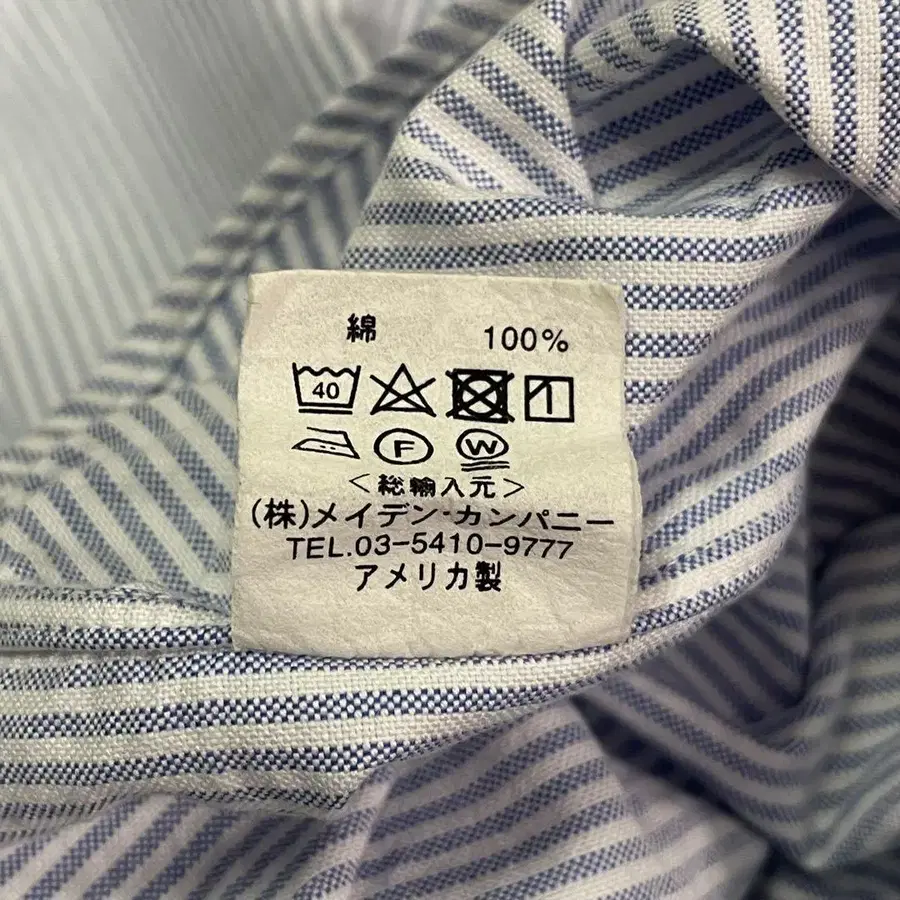 綿 100%
40
F W
<総輸入元>
(株)メイデン・カンパニー
TEL.03-5410-9777
アメリカ製